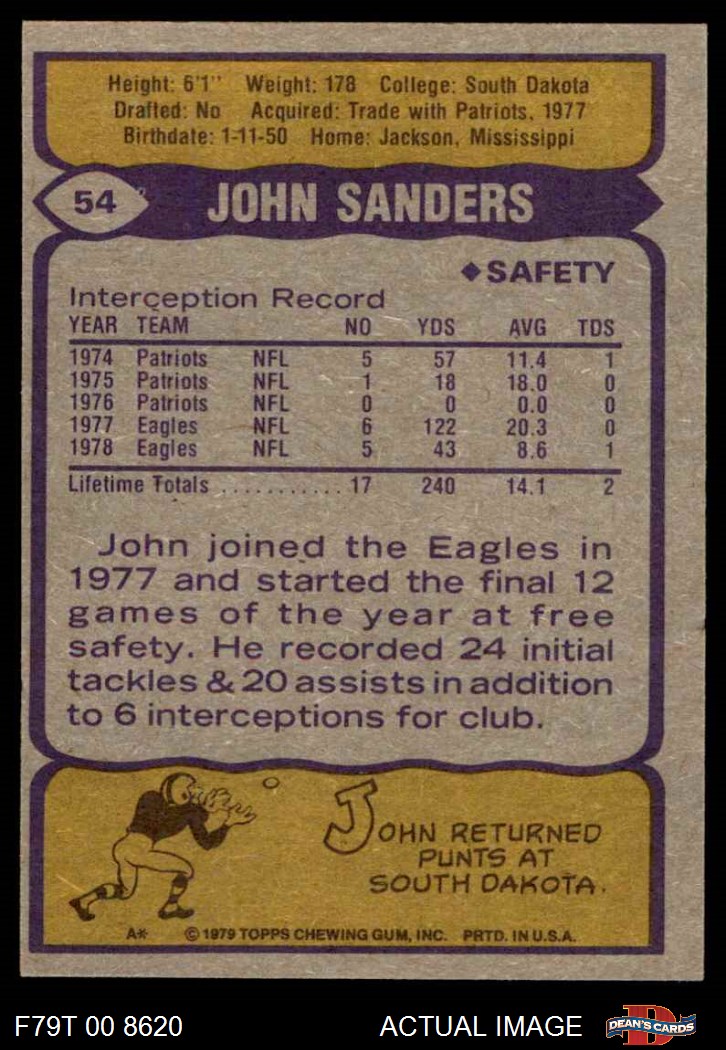 Height: 6'1" Weight: 178 College: South Dakota
Drafted: No Acquired: Trade with Patriots, 1977
Birthdate: 1-11-50 Home: Jackson, Mississippi
54 JOHN SANDERS
◆SAFETY
Interception Record
YEAR TEAM NO YDS AVG TDS
1974 Patriots NFL 5 57 11.4 1
1975 Patriots NFL 1 18 18.0 0
1976 Patriots NFL 0 0 0.0 0
1977 Eagles NFL 6 122 20.3 0
1978 Eagles NFL 5 43 8.6 1
Lifetime Totals ........... 17 240 14.1 2
John joined the Eagles in
1977 and started the final 12
games of the year at free
safety. He recorded 24 initial
tackles & 20 assists in addition
to 6 interceptions for club.
JOHN RETURNED
PUNTS AT
SOUTH DAKOTA.
A* © 1979 TOPPS CHEWING GUM, INC. PRTD. IN U.S.A.
F79T 00 8620 ACTUAL IMAGE D DEAN'S CARDS